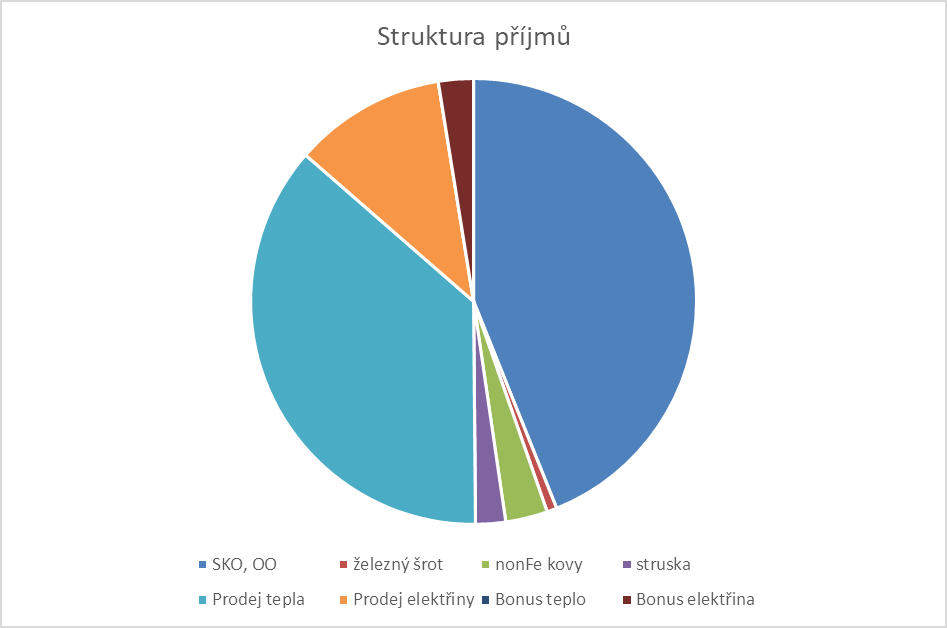 Struktura příjmů
SKO, OO železný šrot nonFe kovy struska
Prodej tepla Prodej elektřiny Bonus teplo Bonus elektřina